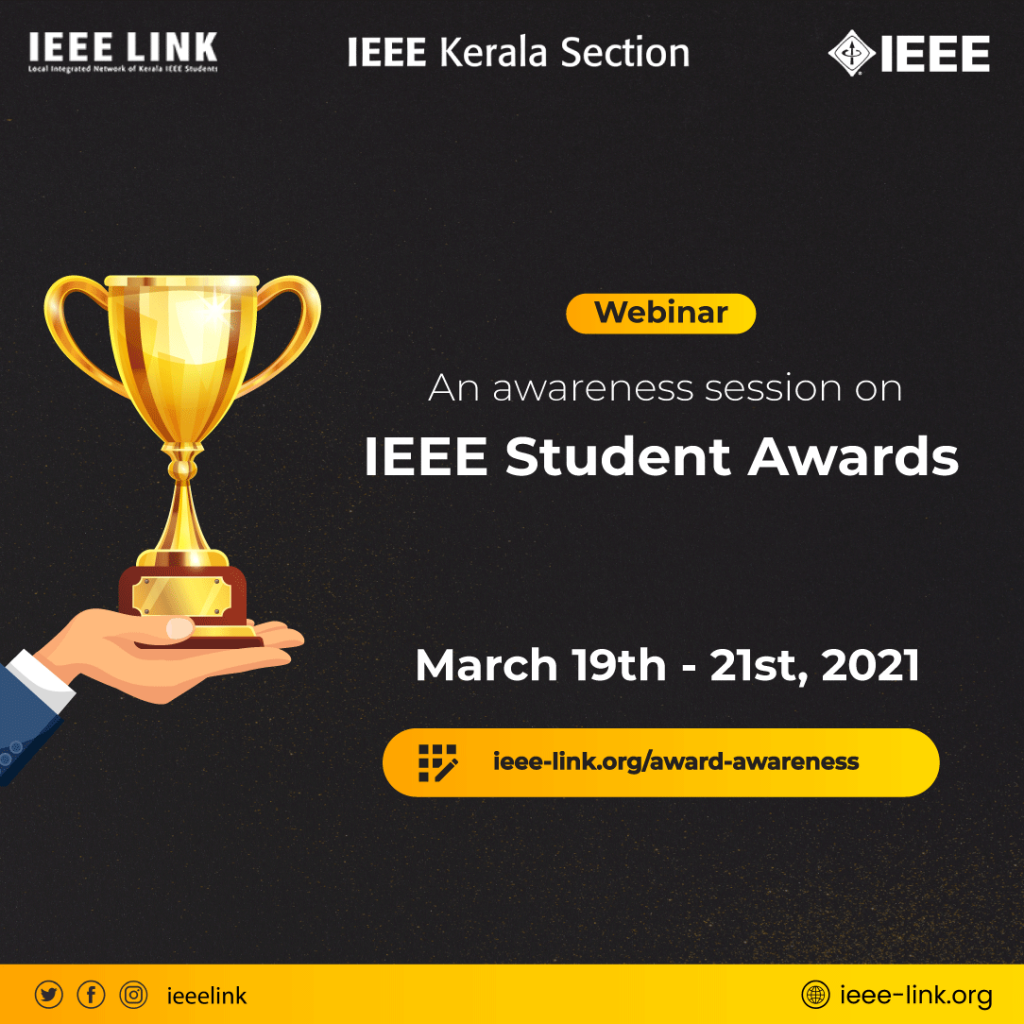 IEEE LINK
Local Integrated Network of Kerala IEEE Students
IEEE Kerala Section
IEEE
Webinar
An awareness session on
IEEE Student Awards
March 19th - 21st, 2021
ieee-link.org/award-awareness
ieeelink
ieee-link.org